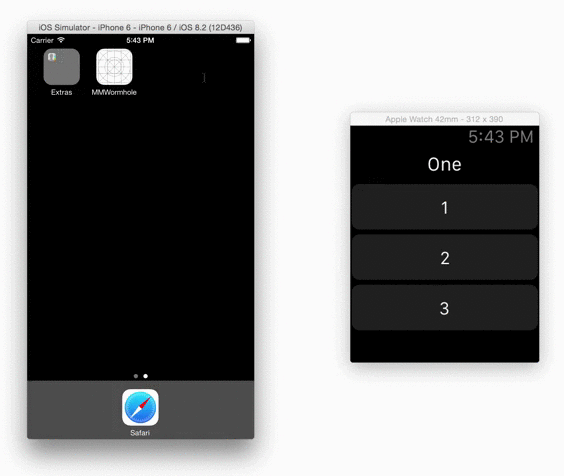 iOS Simulator - iPhone 6 - iPhone 6 / iOS 8.2 (12D436)
Carrier 5:43 PM
Extras MMWormhole
Safari
Apple Watch 42mm - 312 x 390
5:43 PM
One
1
2
3